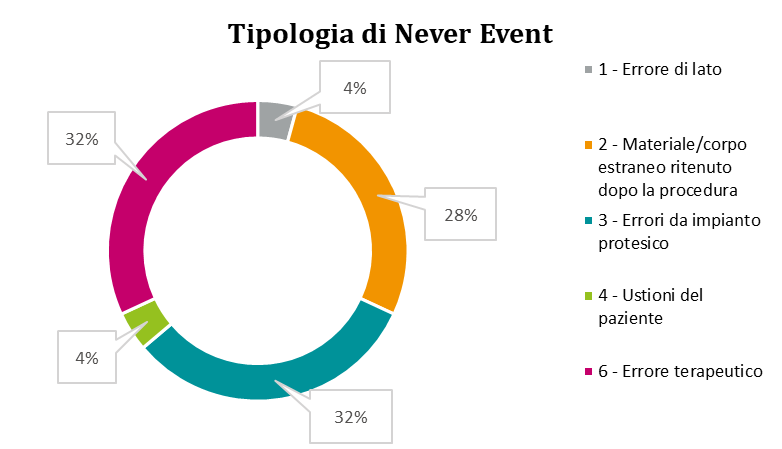 Tipologia di Never Event
4%
32%
28%
4%
32%
1 - Errore di lato
2 - Materiale/corpo
estraneo ritenuto
dopo la procedura
3 - Errori da impianto
protesico
4 - Ustioni del
paziente
6 - Errore terapeutico